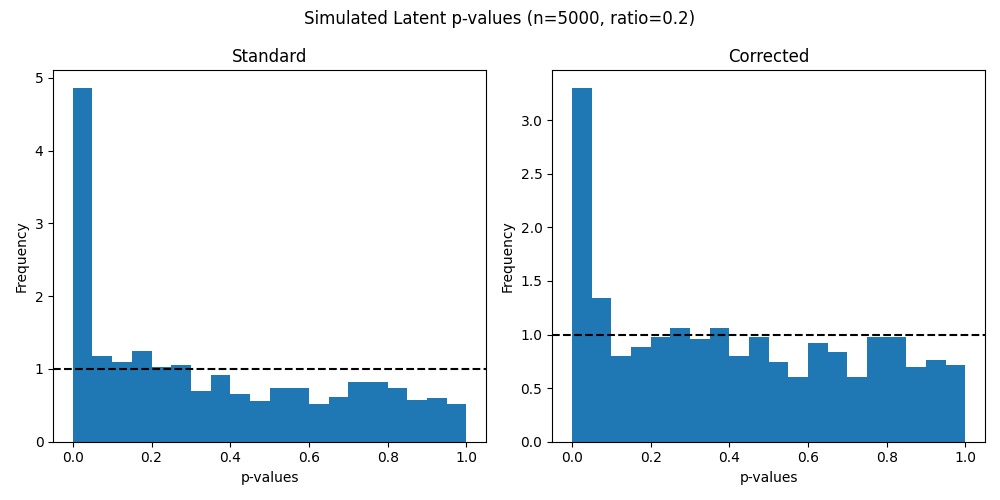 Simulated Latent p-values (n=5000, ratio=0.2)
Standard
Corrected
5
4
3
2
1
0
Frequency
0.0 0.2 0.4 0.6 0.8 1.0
p-values
3.0
2.5
2.0
1.5
1.0
0.5
0.0
Frequency
0.0 0.2 0.4 0.6 0.8 1.0
p-values